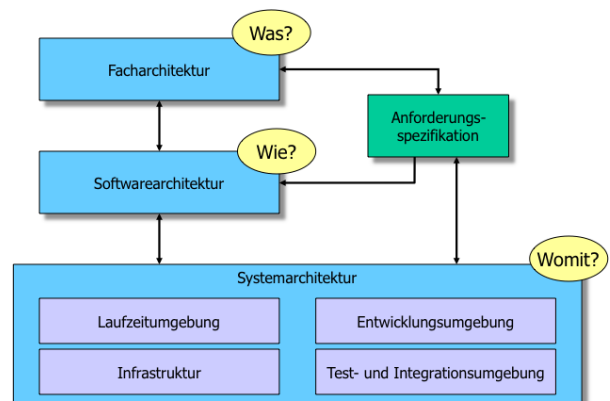 Was?
Facharchitektur
Anforderungs-
spezifikation
Wie?
Softwarearchitektur
Womit?
Systemarchitektur
Laufzeitumgebung
Entwicklungsumgebung
Infrastruktur
Test- und Integrationsumgebung